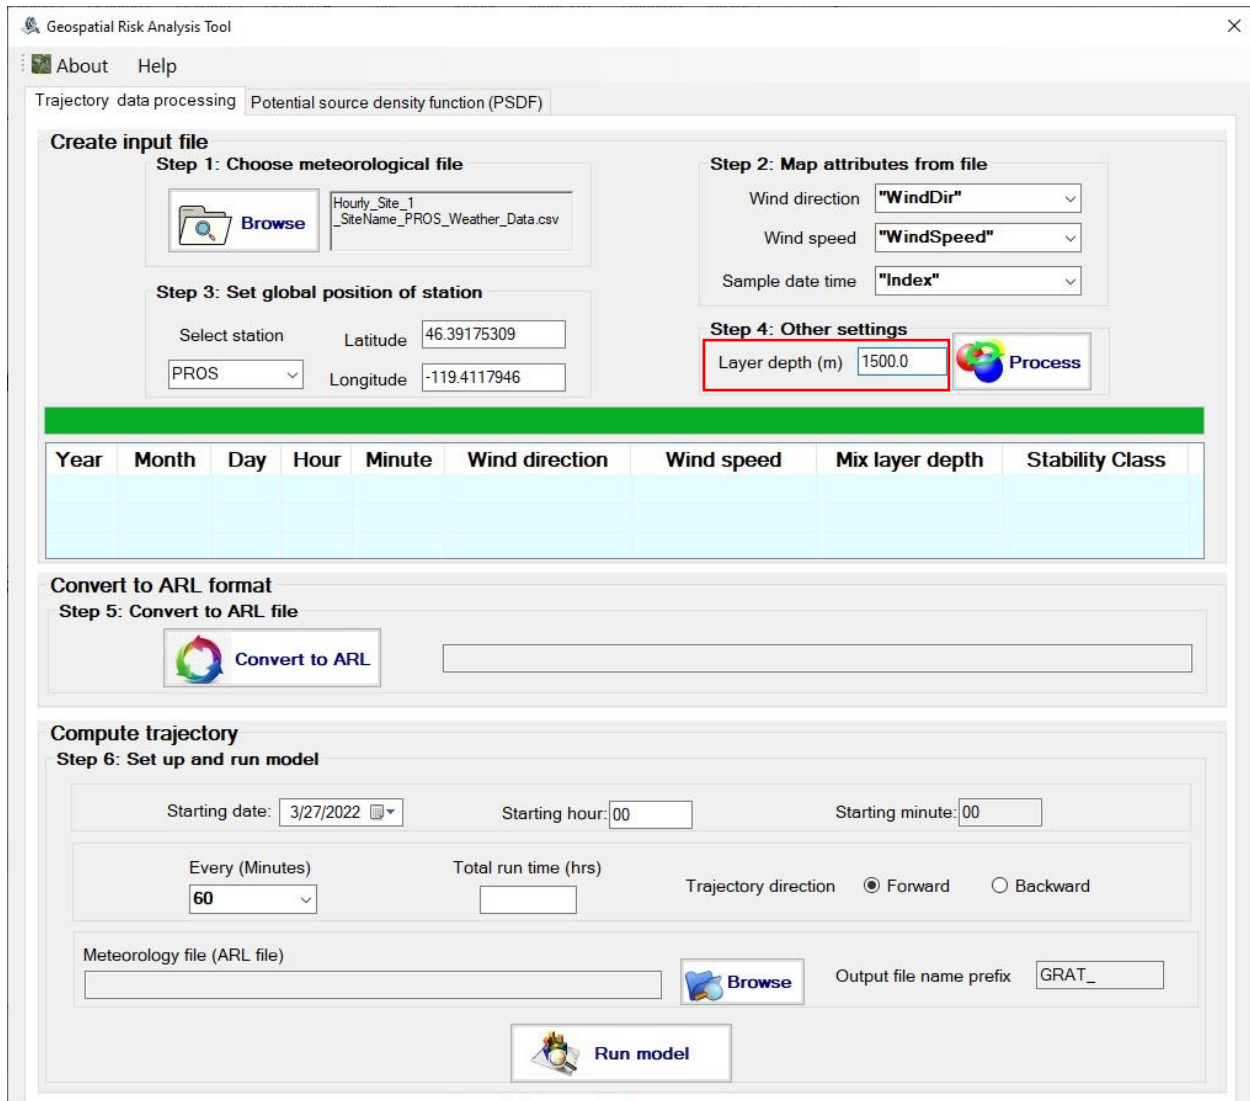 Geospatial Risk Analysis Tool
About Help
Trajectory data processing Potential source density function (PSDF)
Create input file
Step 1: Choose meteorological file
Browse
Hourly_Site_1
_SiteName_PROS_Weather_Data.csv
Step 2: Map attributes from file
Wind direction "WindDir"
Wind speed "WindSpeed"
Sample date time "Index"
Step 3: Set global position of station
Select station
PROS
Latitude 46.39175309
Longitude -119.4117946
Step 4: Other settings
Layer depth (m) 1500.0
Process
Year Month Day Hour Minute Wind direction Wind speed Mix layer depth Stability Class
Convert to ARL format
Step 5: Convert to ARL file
Convert to ARL
Compute trajectory
Step 6: Set up and run model
Starting date: 3/27/2022 Starting hour: 00 Starting minute: 00
Every (Minutes)
60
Total run time (hrs)
Trajectory direction Forward Backward
Meteorology file (ARL file)
Browse
Output file name prefix GRAT_
Run model